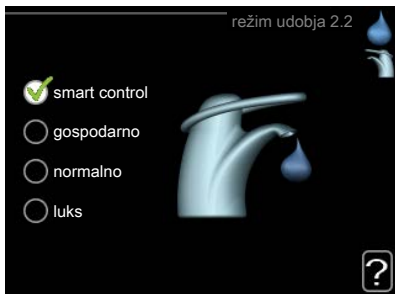 režim udobja 2.2
smart control
gospodarno
normalno
luks
?